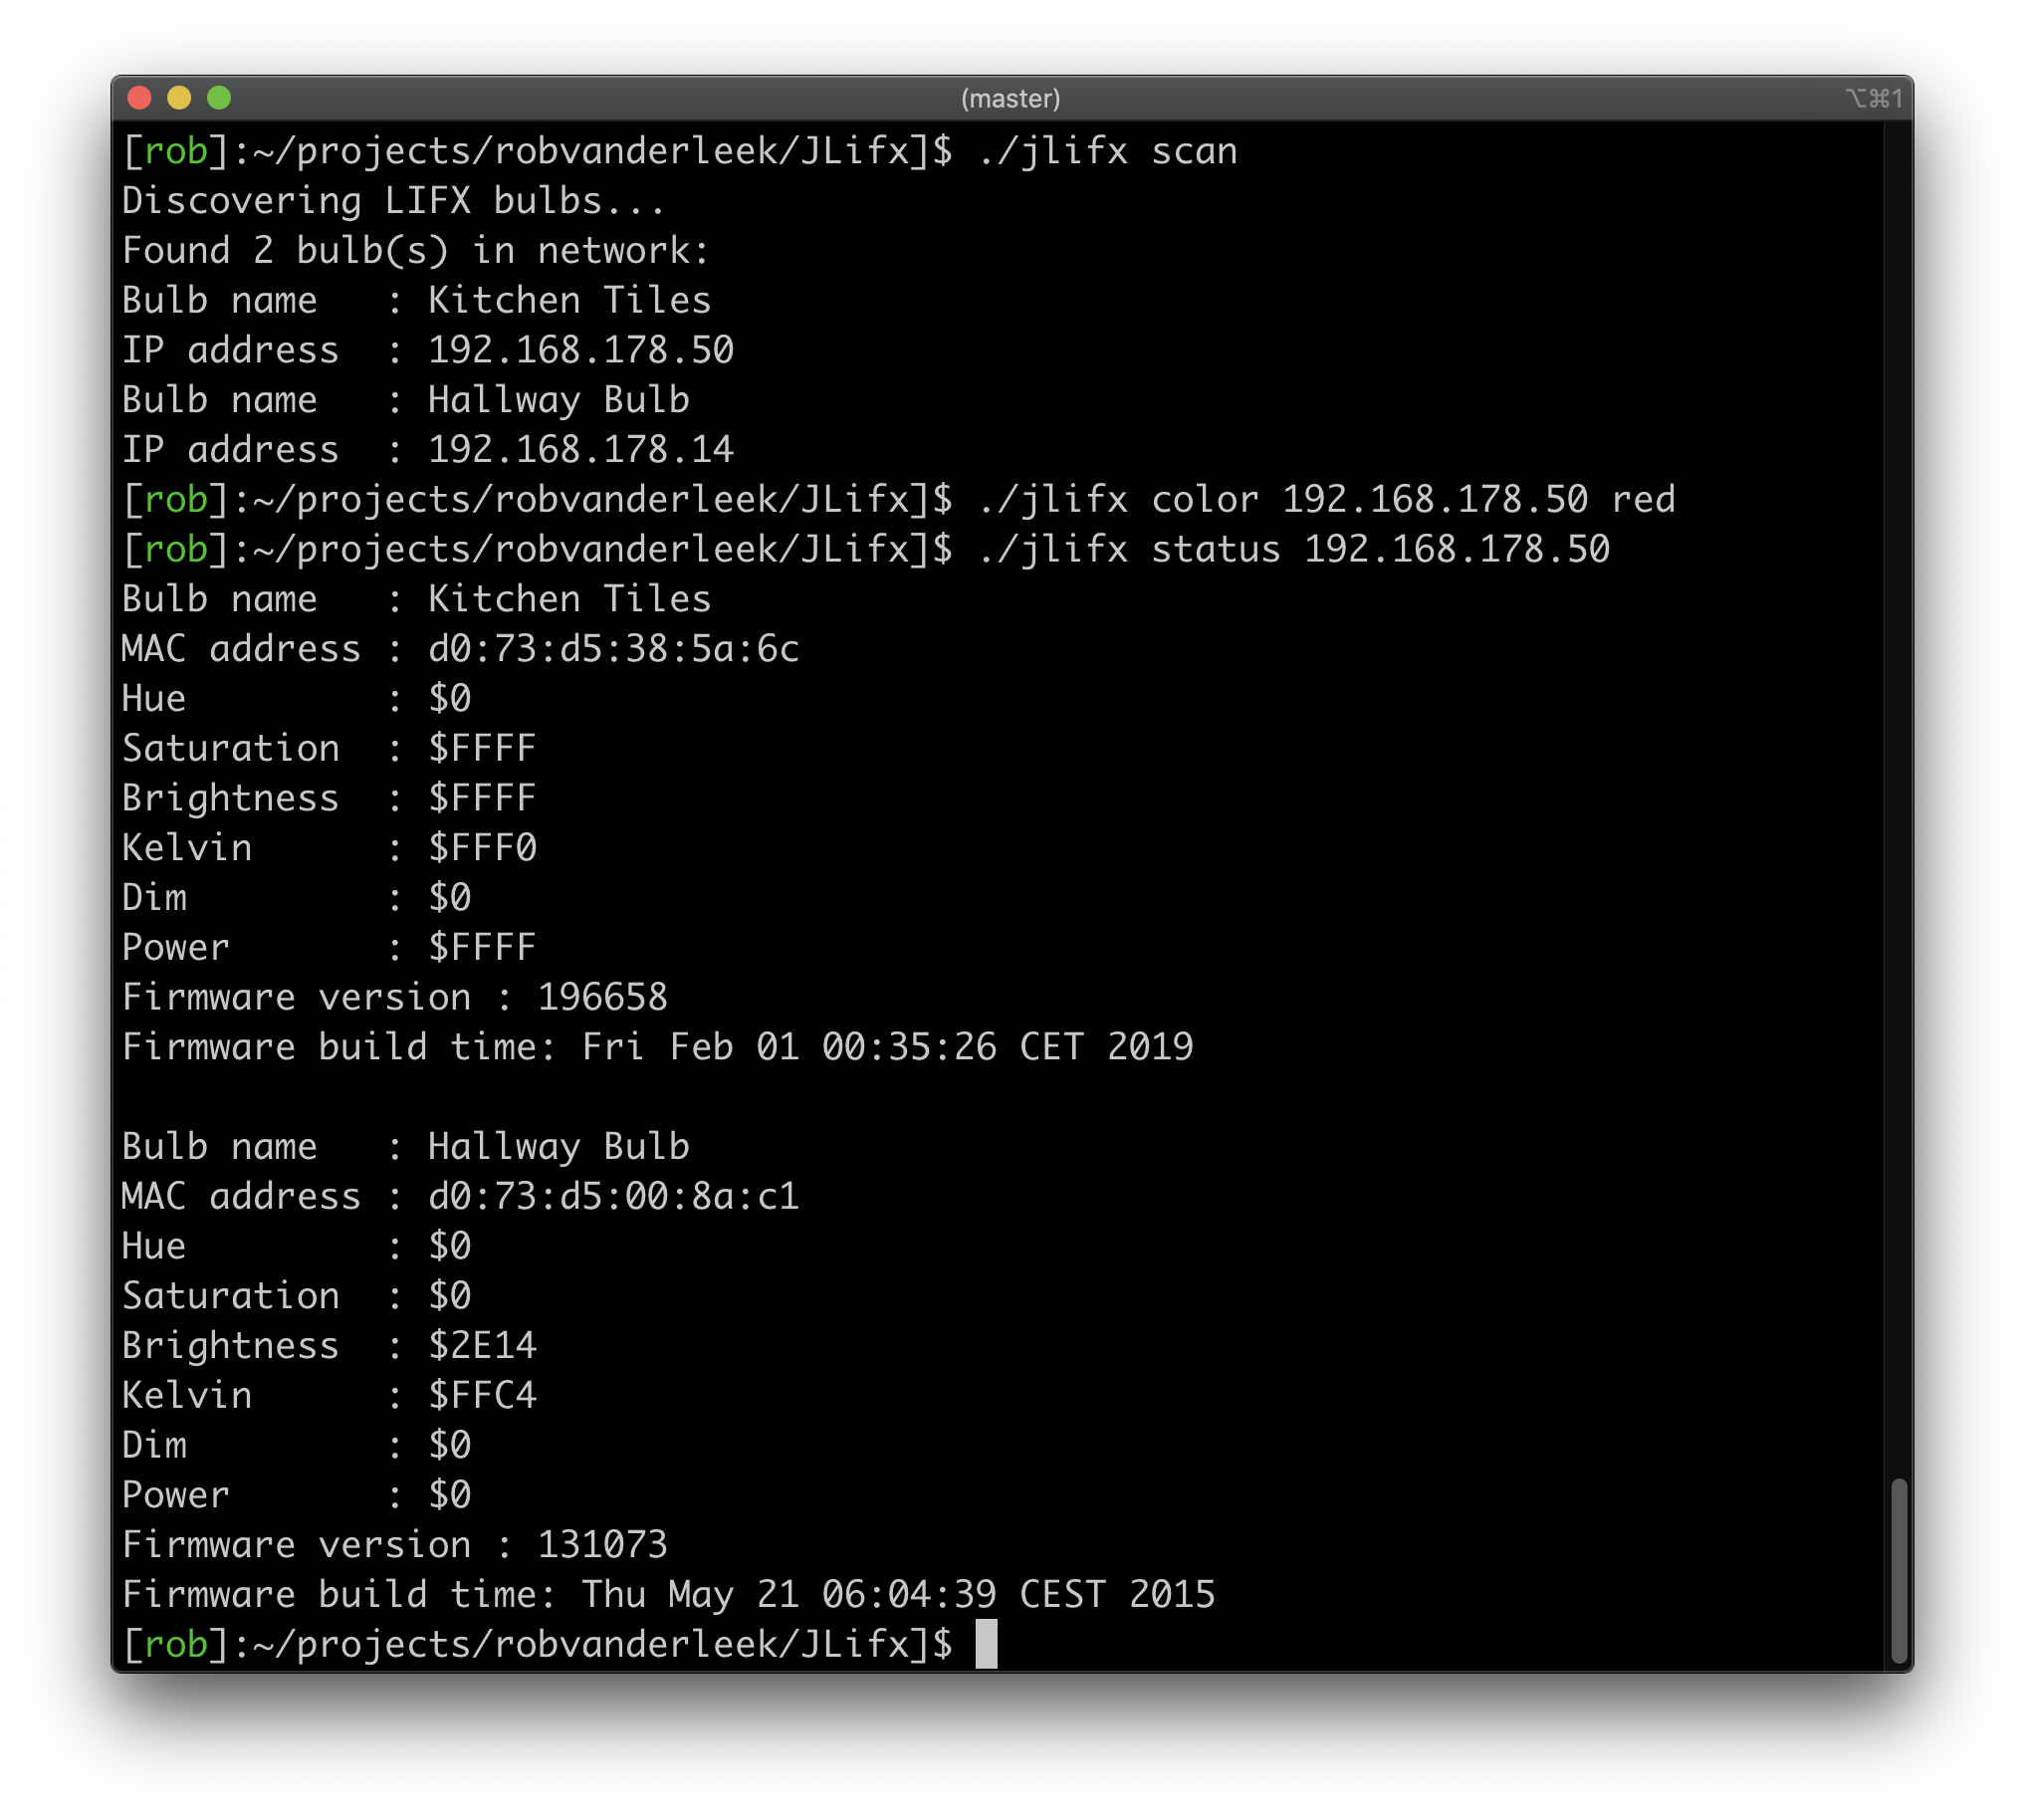 (master)
⌥⌘1
[rob]:~/projects/robvanderleek/JLifx]$ ./jlifx scan
Discovering LIFX bulbs...
Found 2 bulb(s) in network:
Bulb name   : Kitchen Tiles
IP address  : 192.168.178.50
Bulb name   : Hallway Bulb
IP address  : 192.168.178.14
[rob]:~/projects/robvanderleek/JLifx]$ ./jlifx color 192.168.178.50 red
[rob]:~/projects/robvanderleek/JLifx]$ ./jlifx status 192.168.178.50
Bulb name   : Kitchen Tiles
MAC address : d0:73:d5:38:5a:6c
Hue         : $0
Saturation  : $FFFF
Brightness  : $FFFF
Kelvin      : $FFF0
Dim         : $0
Power       : $FFFF
Firmware version : 196658
Firmware build time: Fri Feb 01 00:35:26 CET 2019

Bulb name   : Hallway Bulb
MAC address : d0:73:d5:00:8a:c1
Hue         : $0
Saturation  : $0
Brightness  : $2E14
Kelvin      : $FFC4
Dim         : $0
Power       : $0
Firmware version : 131073
Firmware build time: Thu May 21 06:04:39 CEST 2015
[rob]:~/projects/robvanderleek/JLifx]$